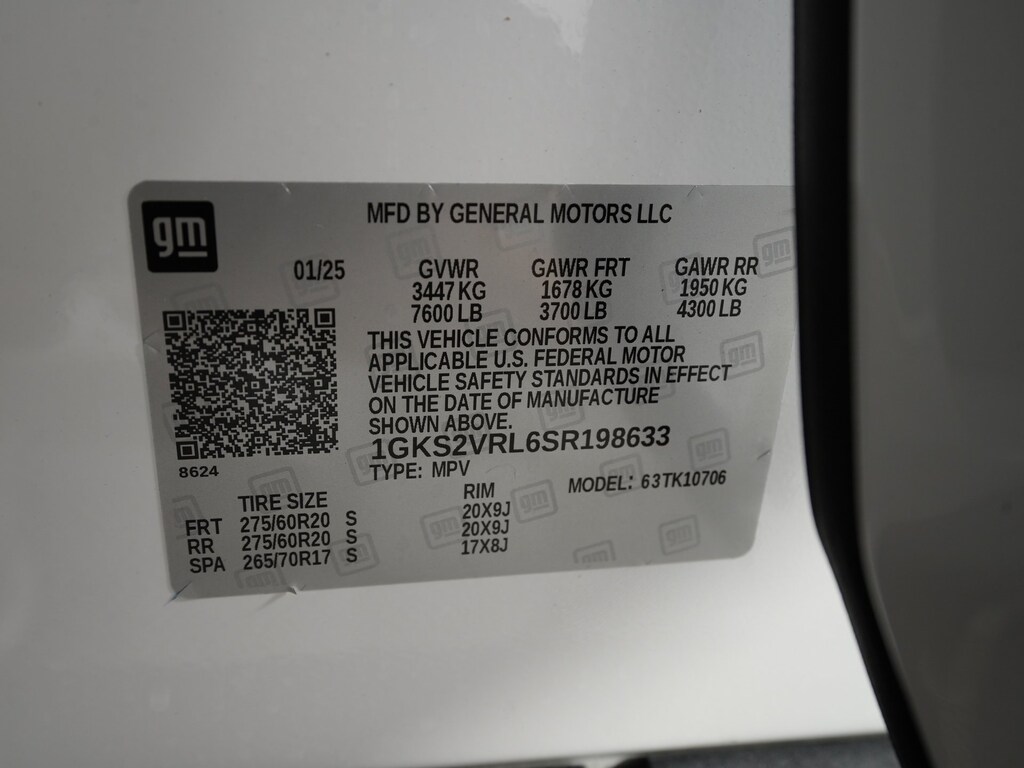 gm
MFD BY GENERAL MOTORS LLC
01/25 GVWR GAWR FRT GAWR RR
3447 KG 1678 KG 1950 KG
7600 LB 3700 LB 4300 LB
THIS VEHICLE CONFORMS TO ALL
APPLICABLE U.S. FEDERAL MOTOR
VEHICLE SAFETY STANDARDS IN EFFECT
ON THE DATE OF MANUFACTURE
SHOWN ABOVE.
1GKS2VRL6SR198633
8624
TYPE: MPV
MODEL: 63TK10706
TIRE SIZE RIM
FRT 275/60R20 S 20X9J
RR 275/60R20 S 20X9J
SPA 265/70R17 S 17X8J